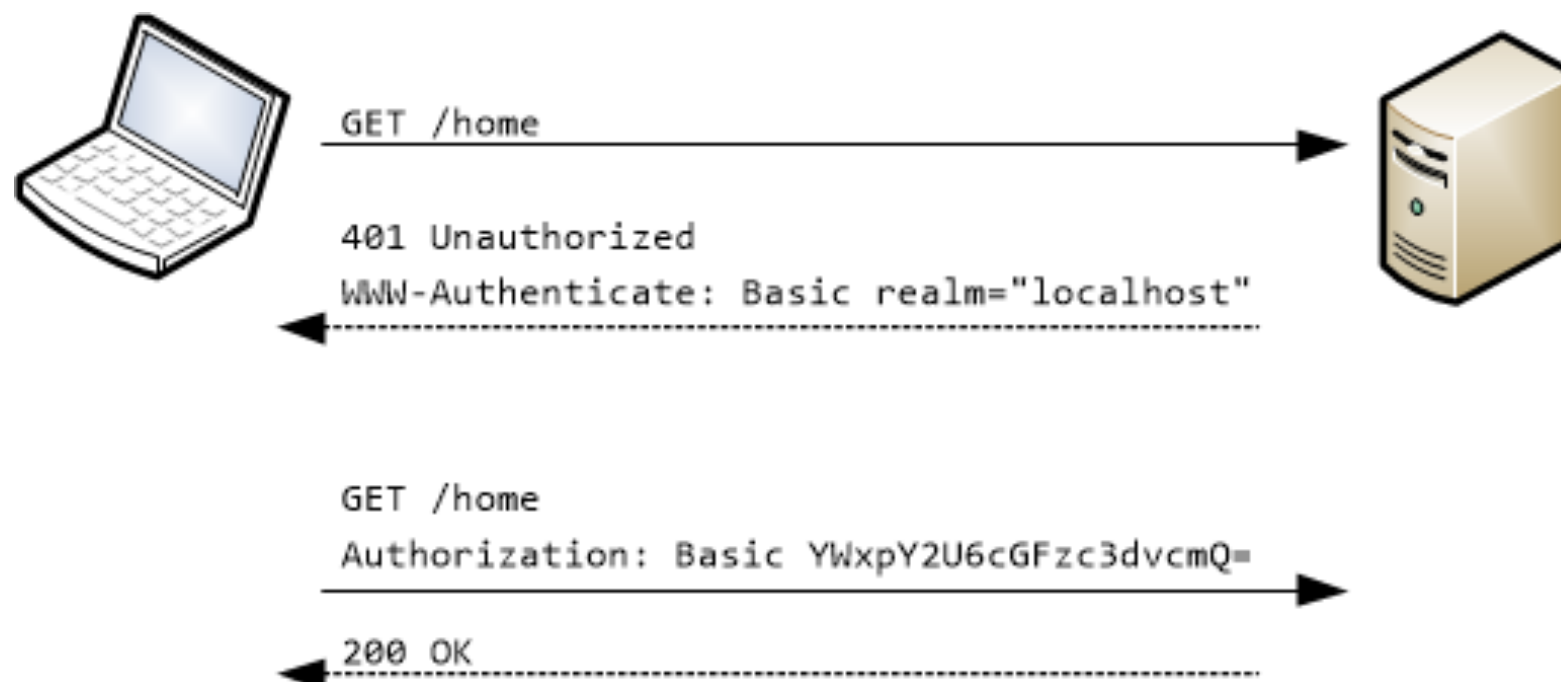 GET /home
401 Unauthorized
WWW-Authenticate: Basic realm="localhost"
GET /home
Authorization: Basic YWxpY2U6cGFzc3dvcmQ=
200 OK